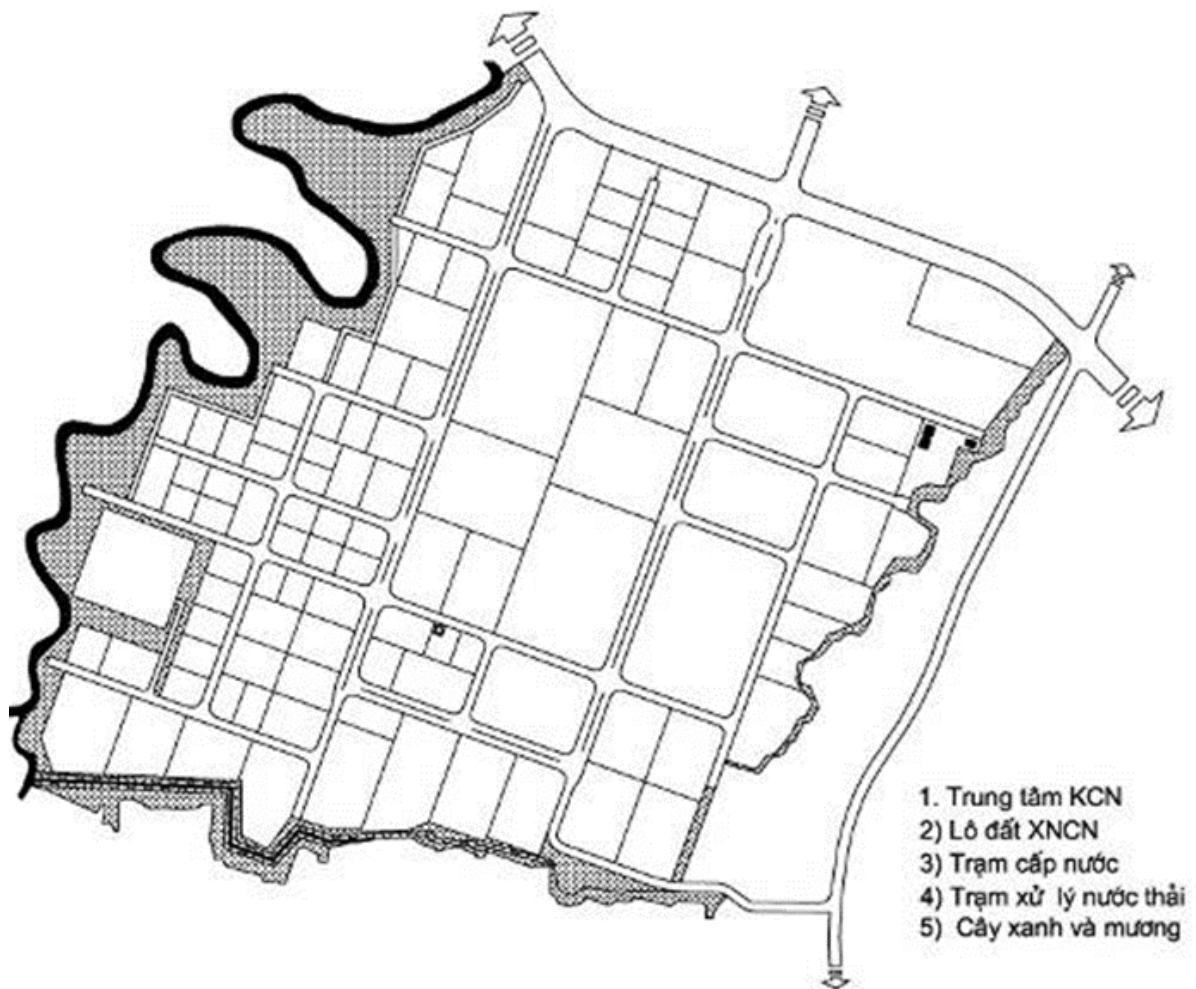 1. Trung tâm KCN
2) Lô đất XNCN
3) Trạm cấp nước
4) Trạm xử lý nước thải
5) Cây xanh và mương